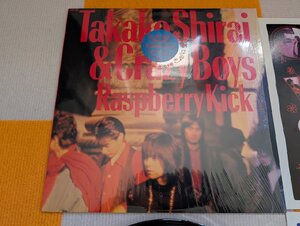 Takako Shirai
& Crazy Boys
Raspberry Kick